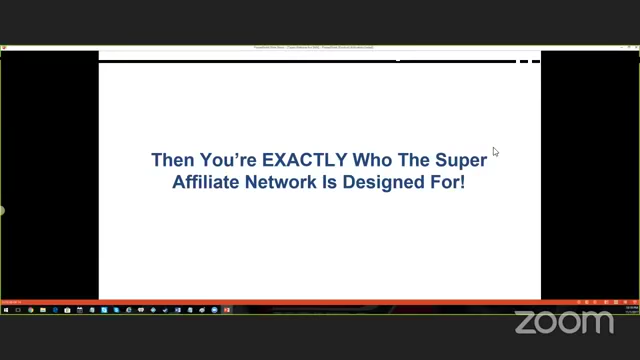 Then You’re EXACTLY Who The Super
Affiliate Network Is Designed For!
zoom